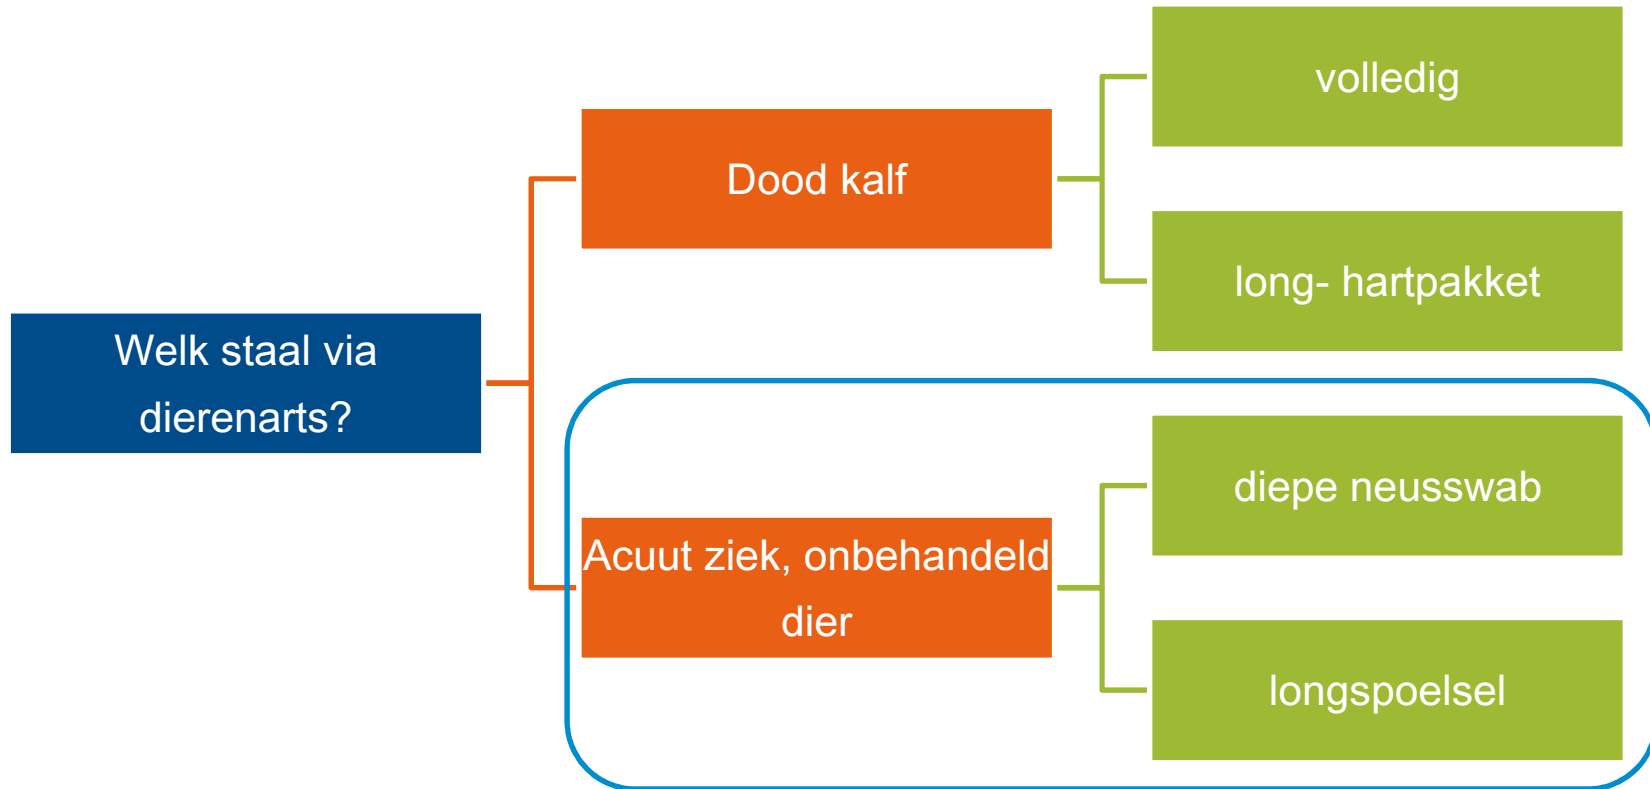 Welk staal via
dierenarts?
Dood kalf
volledig
long- hartpakket
Acuut ziek, onbehandeld
dier
diepe neusswab
longspoelsel